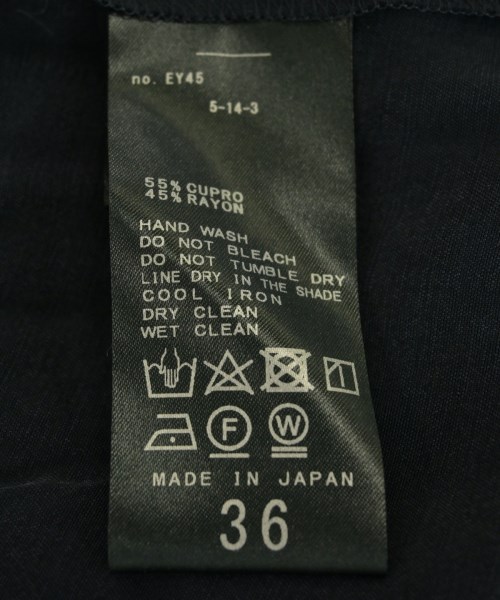 no. EY45
5-14-3
55% CUPRO
45% RAYON
HAND WASH
DO NOT BLEACH
DO NOT TUMBLE DRY
LINE DRY IN THE SHADE
COOL IRON
DRY CLEAN
WET CLEAN
F W
MADE IN JAPAN
36